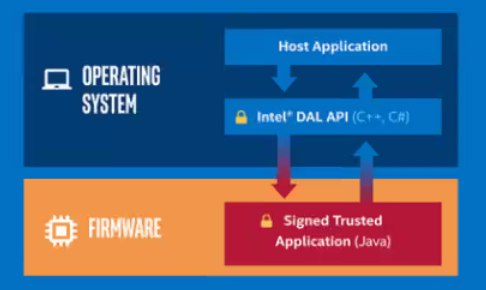 OPERATING
SYSTEM
Host Application
Intel® DAL API (C++, C#)
FIRMWARE
Signed Trusted
Application (Java)